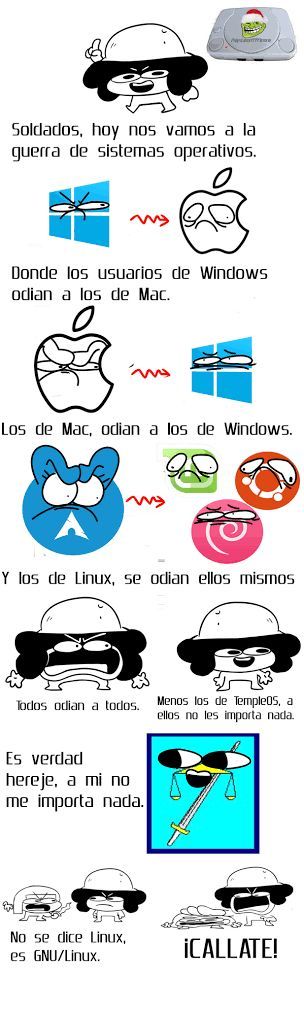 Soldados, hoy nos vamos a la
guerra de sistemas operativos.
Donde los usuarios de Windows
odian a los de Mac.
Los de Mac, odian a los de Windows.
Y los de Linux, se odian ellos mismos
Todos odian a todos.
Menos los de TempleOS, a
ellos no les importa nada.
Es verdad
hereje, a mi no
me importa nada.
No se dice Linux,
es GNU/Linux.
¡CALLATE!